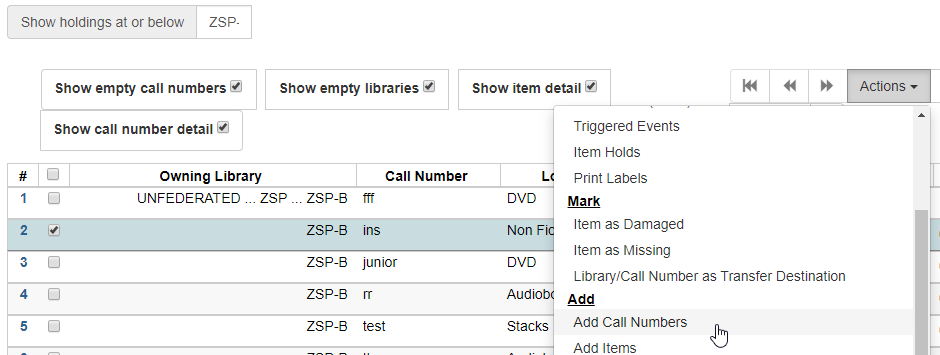 Show holdings at or below ZSP-
Show empty call numbers Show empty libraries Show item detail Actions
Show call number detail
Triggered Events
Item Holds
Print Labels
# Owning Library Call Number Lo
Mark
1 UNFEDERATED ... ZSP ... ZSP-B fff DVD
Item as Damaged
2 ZSP-B ins Non Fic
Item as Missing
3 ZSP-B junior DVD
Library/Call Number as Transfer Destination
4 ZSP-B rr Audiobo
Add
5 ZSP-B test Stacks
Add Call Numbers
Add Items